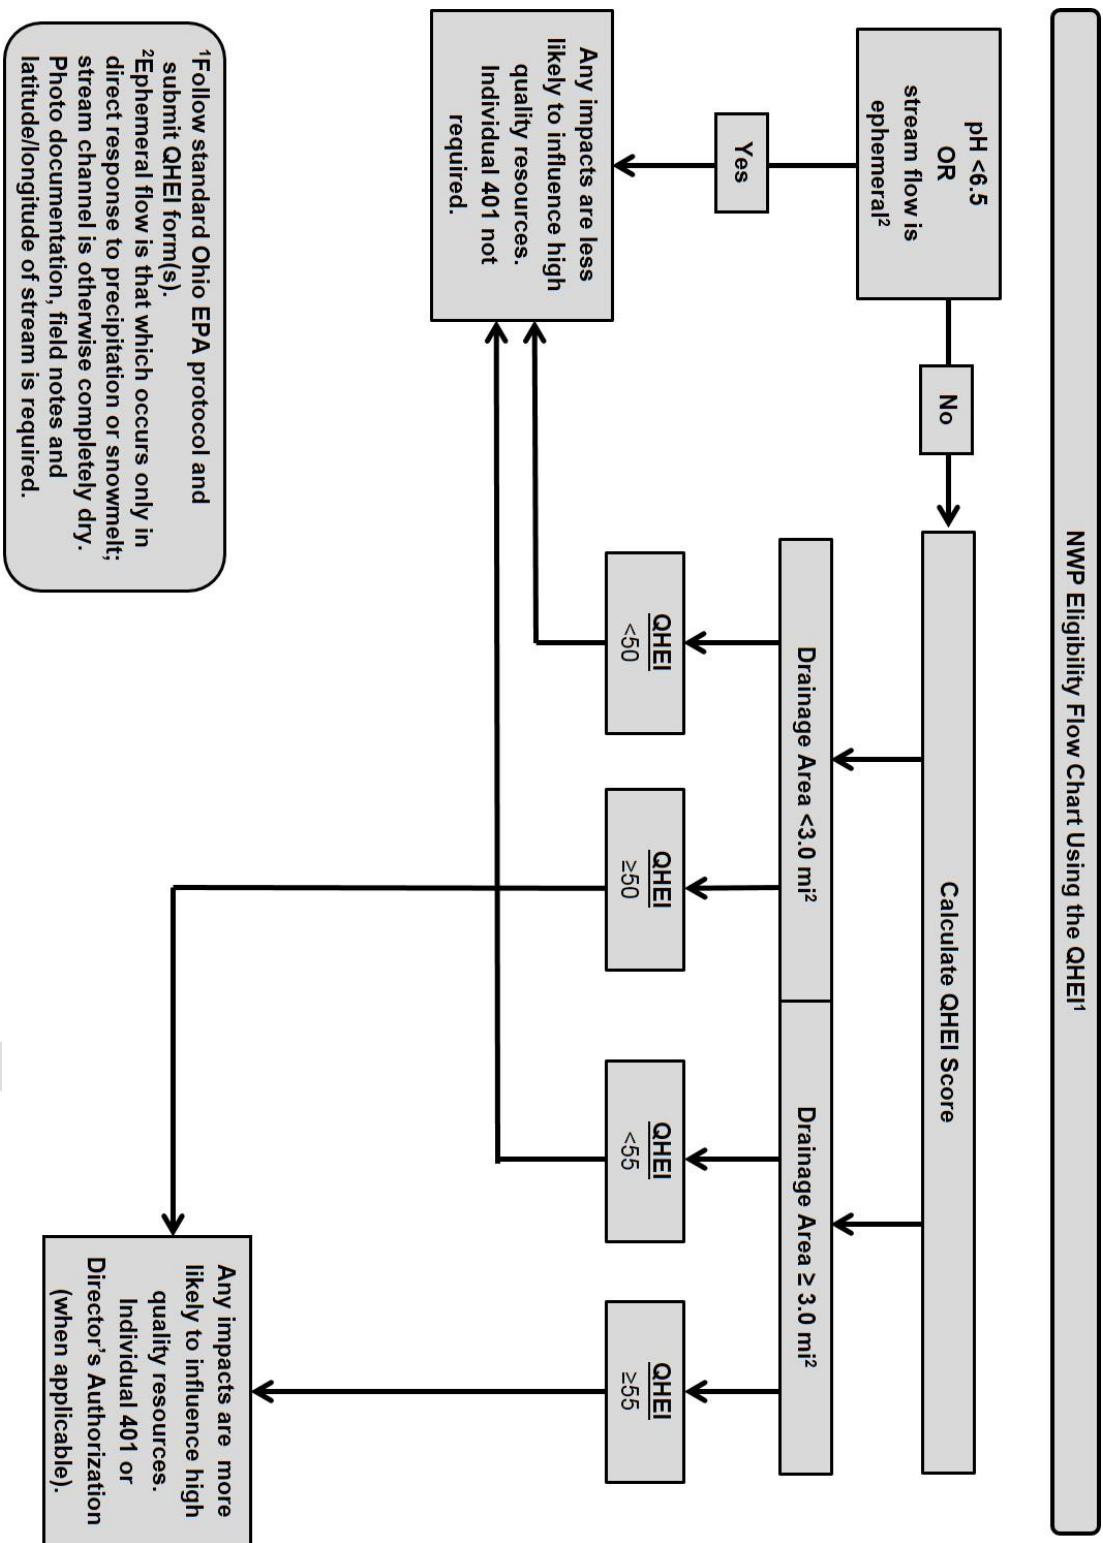 NWP Eligibility Flow Chart Using the QHEI¹
pH <6.5
OR
stream flow is
ephemeral²
No
Calculate QHEI Score
Yes
Drainage Area <3.0 mi²
Drainage Area ≥ 3.0 mi²
QHEI
<50
QHEI
≥50
QHEI
<55
QHEI
≥55
Any impacts are less
likely to influence high
quality resources.
Individual 401 not
required.
Any impacts are more
likely to influence high
quality resources.
Individual 401 or
Director's Authorization
(when applicable).
¹Follow standard Ohio EPA protocol and
submit QHEI form(s).
²Ephemeral flow is that which occurs only in
direct response to precipitation or snowmelt;
stream channel is otherwise completely dry.
Photo documentation, field notes and
latitude/longitude of stream is required.